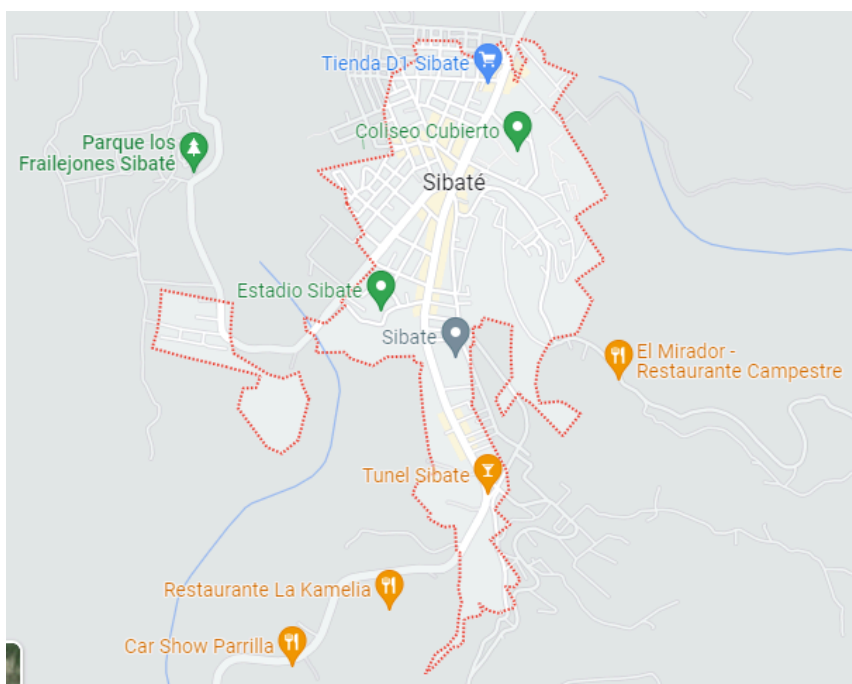 Tienda D1 Sibate
Coliseo Cubierto
Parque los
Frailejones Sibaté
Sibaté
Estadio Sibate
Sibate
El Mirador -
Restaurante Campestre
Tunel Sibate
Restaurante La Kamelia
Car Show Parrilla